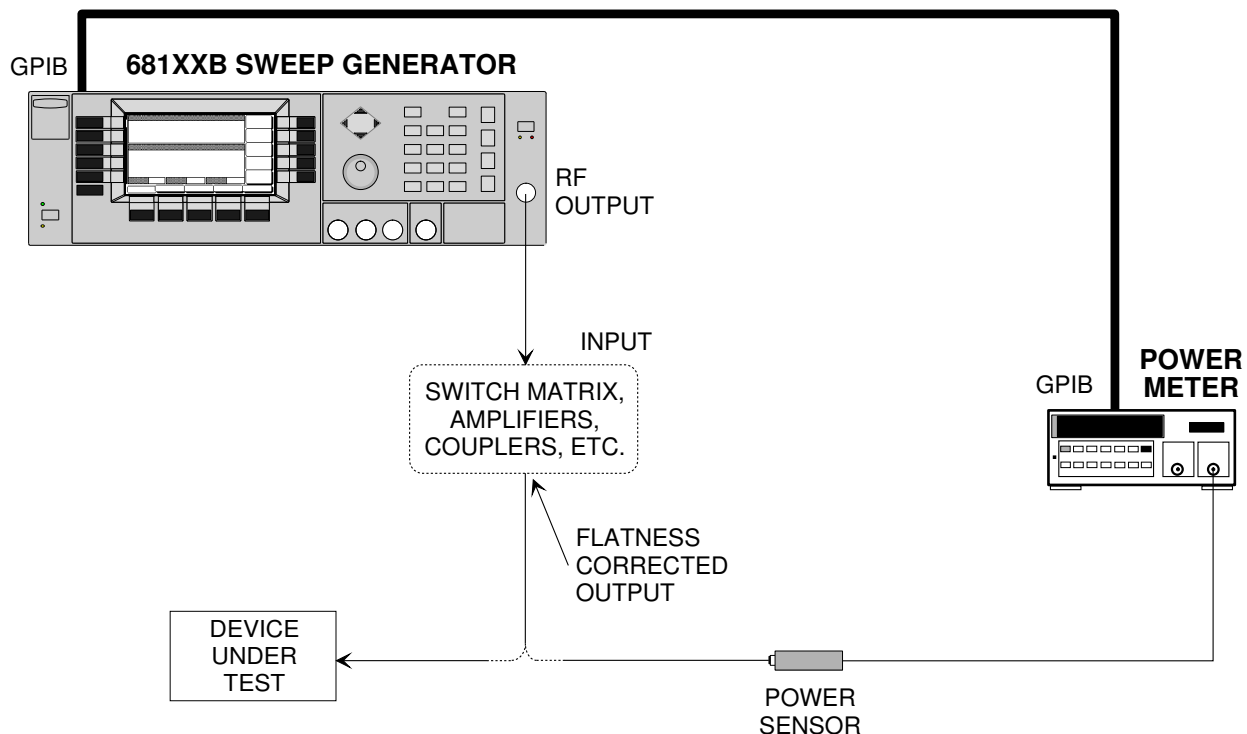 GPIB
681XXB SWEEP GENERATOR
RF
OUTPUT
INPUT
SWITCH MATRIX,
AMPLIFIERS,
COUPLERS, ETC.
GPIB
POWER
METER
FLATNESS
CORRECTED
OUTPUT
DEVICE
UNDER
TEST
POWER
SENSOR